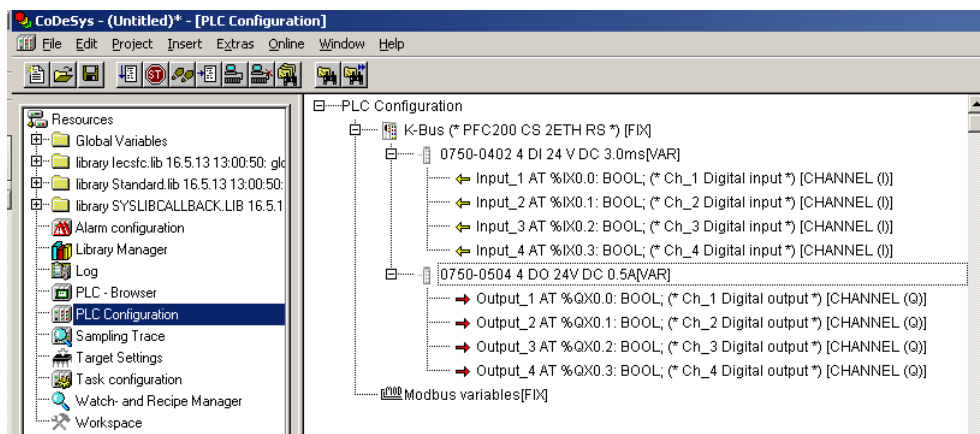 CoDeSys - (Untitled)* - [PLC Configuration]
File Edit Project Insert Extras Online Window Help
Resources
Global Variables
library Iecsfc.lib 16.5.13 13:00:50: glo
library Standard.lib 16.5.13 13:00:50:
library SYSLIBCALLBACK.LIB 16.5.1
Alarm configuration
Library Manager
Log
PLC - Browser
PLC Configuration
Sampling Trace
Target Settings
Task configuration
Watch- and Recipe Manager
Workspace
PLC Configuration
K-Bus (* PFC200 CS 2ETH RS *) [FIX]
0750-0402 4 DI 24 V DC 3.0ms[VAR]
Input_1 AT %IX0.0: BOOL; (* Ch_1 Digital input *) [CHANNEL (I)]
Input_2 AT %IX0.1: BOOL; (* Ch_2 Digital input *) [CHANNEL (I)]
Input_3 AT %IX0.2: BOOL; (* Ch_3 Digital input *) [CHANNEL (I)]
Input_4 AT %IX0.3: BOOL; (* Ch_4 Digital input *) [CHANNEL (I)]
0750-0504 4 DO 24V DC 0.5A[VAR]
Output_1 AT %QX0.0: BOOL; (* Ch_1 Digital output *) [CHANNEL (Q)]
Output_2 AT %QX0.1: BOOL; (* Ch_2 Digital output *) [CHANNEL (Q)]
Output_3 AT %QX0.2: BOOL; (* Ch_3 Digital output *) [CHANNEL (Q)]
Output_4 AT %QX0.3: BOOL; (* Ch_4 Digital output *) [CHANNEL (Q)]
Modbus variables[FIX]